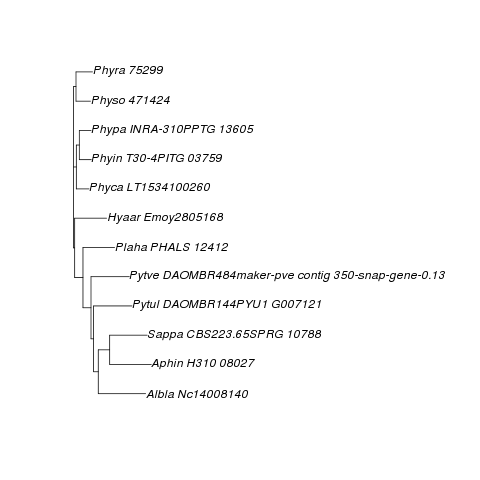 Phyra 75299
Physo 471424
Phypa INRA-310PPTG 13605
Phyin T30-4PITG 03759
Phyca LT1534100260
Hyaar Emoy2805168
Plaha PHALS 12412
Pytve DAOMBR484maker-pve contig 350-snap-gene-0.13
Pytul DAOMBR144PYU1 G007121
Sappa CBS223.65SPRG 10788
Aphin H310 08027
Albla Nc14008140